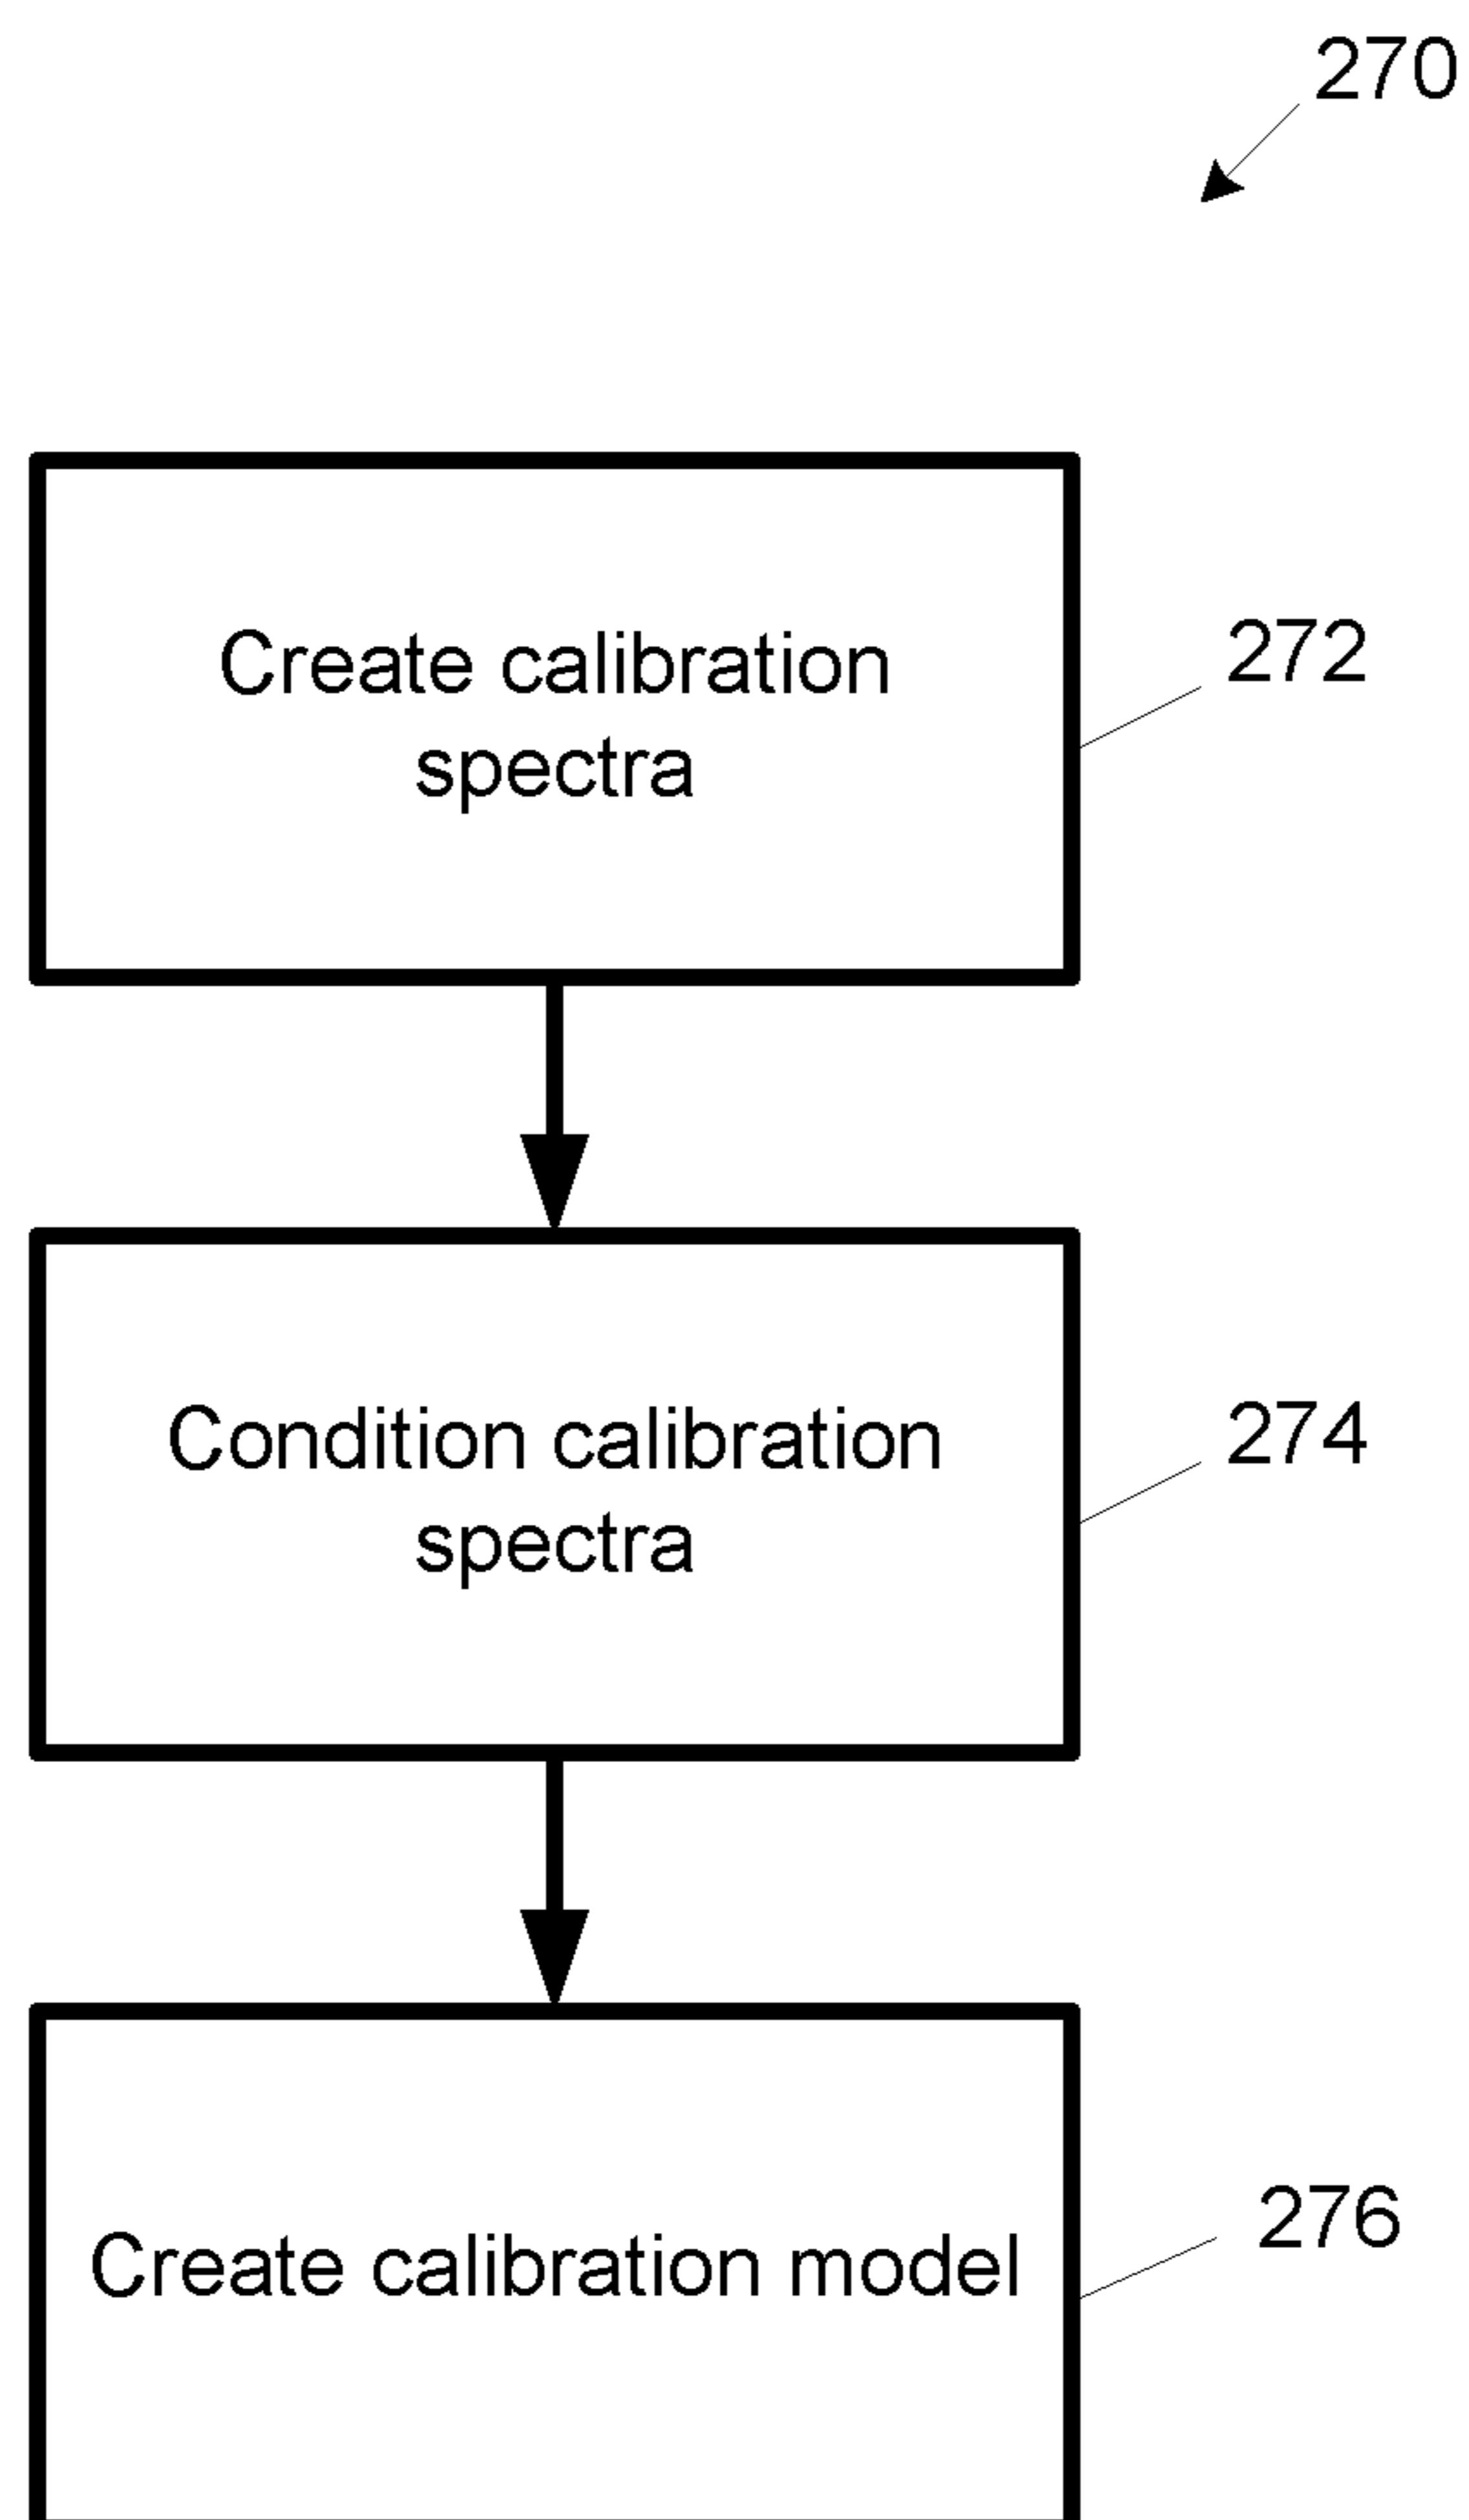 270
Create calibration
spectra
272
Condition calibration
spectra
274
Create calibration model
276